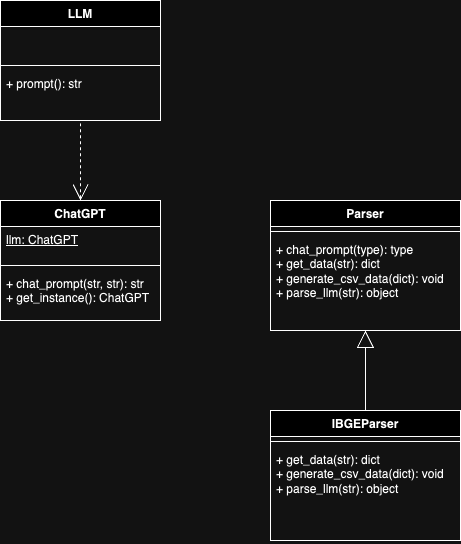 LLM
+ prompt(): str
ChatGPT
llm: ChatGPT
+ chat_prompt(str, str): str
+ get_instance(): ChatGPT
Parser
+ chat_prompt(type): type
+ get_data(str): dict
+ generate_csv_data(dict): void
+ parse_llm(str): object
IBGEParser
+ get_data(str): dict
+ generate_csv_data(dict): void
+ parse_llm(str): object